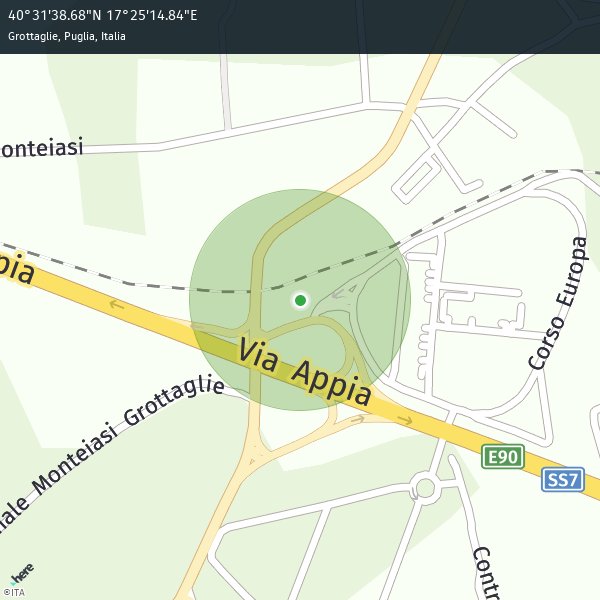 40°31'38.68"N 17°25'14.84"E
Grottaglie, Puglia, Italia
onteiasi
pia
Corso Europa
Via Appia
iale Monteiasi Grottaglie
E90
SS7
Contr
here
©ITA